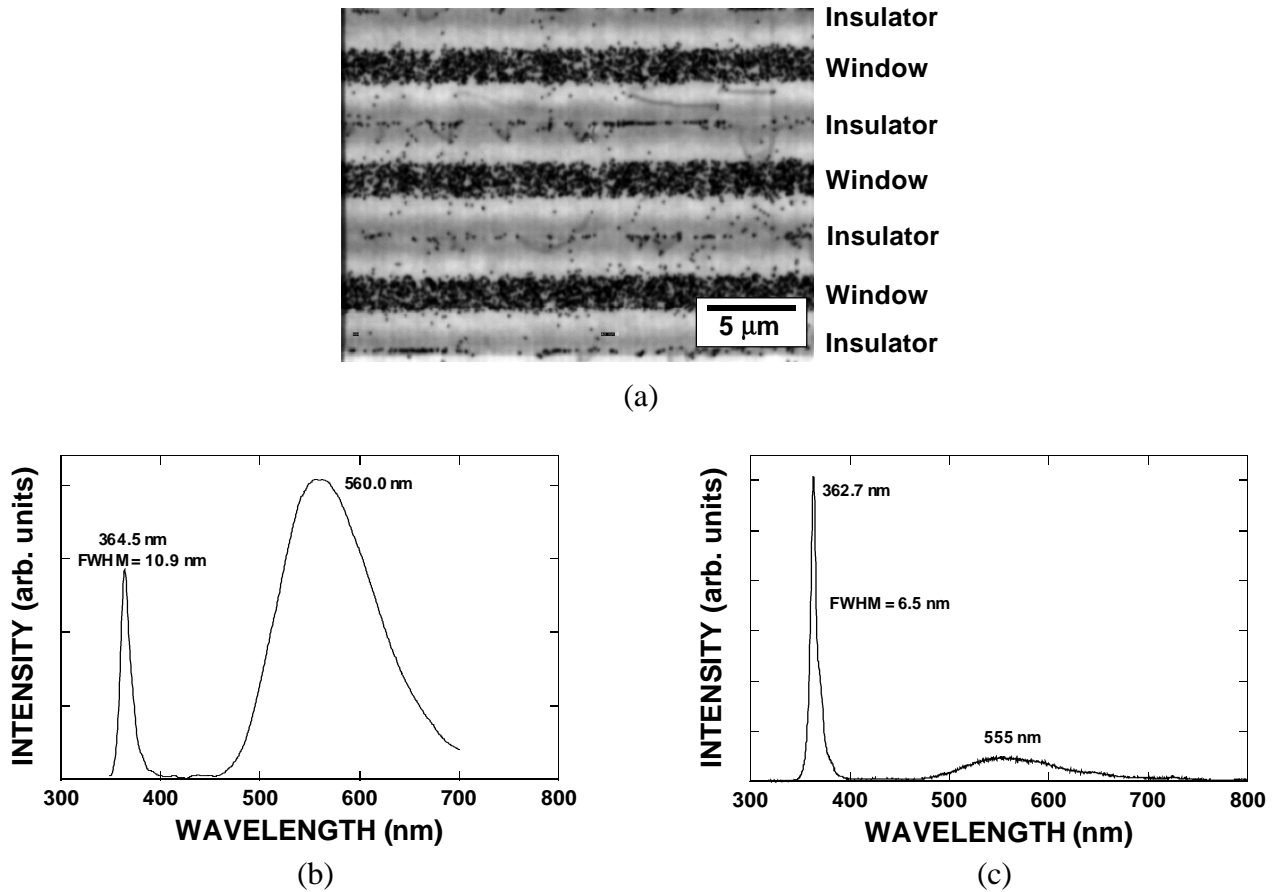 Insulator
Window
Insulator
Window
Insulator
Window
5 μm
Insulator
(a)
INTENSITY (arb. units)
364.5 nm
FWHM = 10.9 nm
560.0 nm
300 400 500 600 700 800
WAVELENGTH (nm)
(b)
INTENSITY (arb. units)
362.7 nm
FWHM = 6.5 nm
555 nm
300 400 500 600 700 800
WAVELENGTH (nm)
(c)